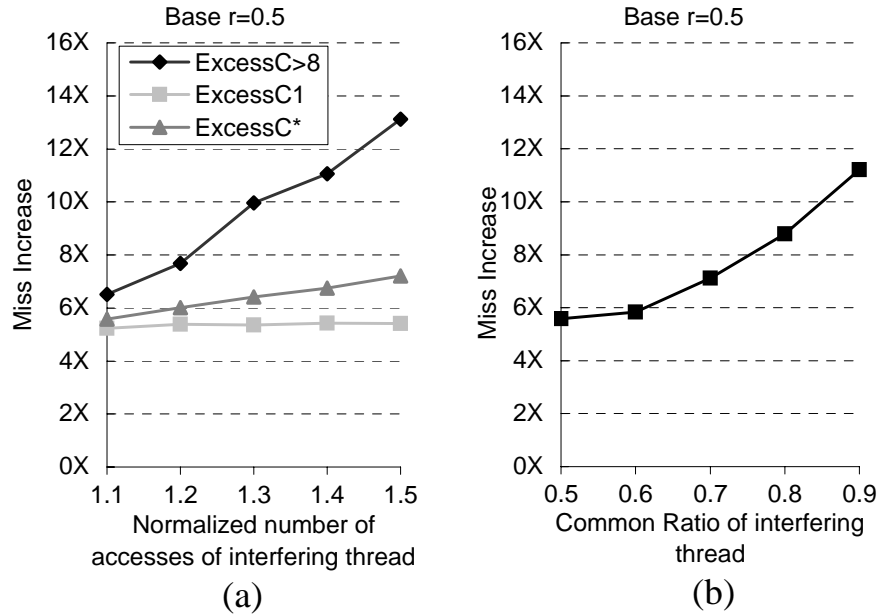 Base r=0.5
16X
14X
12X
10X
8X
6X
4X
2X
0X
Miss Increase
ExcessC>8
ExcessC1
ExcessC*
1.1 1.2 1.3 1.4 1.5
Normalized number of
accesses of interfering thread
(a)
Base r=0.5
16X
14X
12X
10X
8X
6X
4X
2X
0X
Miss Increase
0.5 0.6 0.7 0.8 0.9
Common Ratio of interfering
thread
(b)